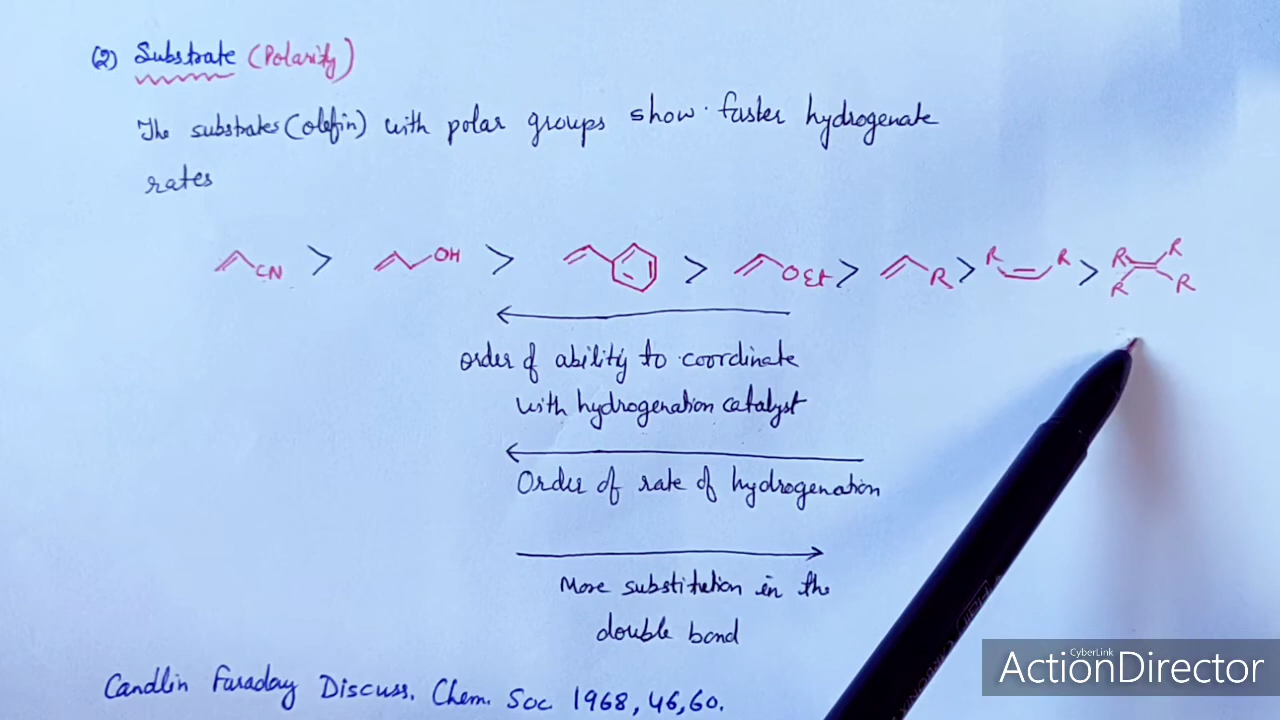 (2) Substrate (Polarity)
The substrates (olefin) with polar groups show faster hydrogenate
rates
CN > OH > > OEt > R > R R > R R R R
order of ability to coordinate
with hydrogenation catalyst
Order of rate of hydrogenation
More substitution in the
double bond
Candlin Faraday Discuss. Chem. Soc 1968, 46, 60.
CyberLink
ActionDirector